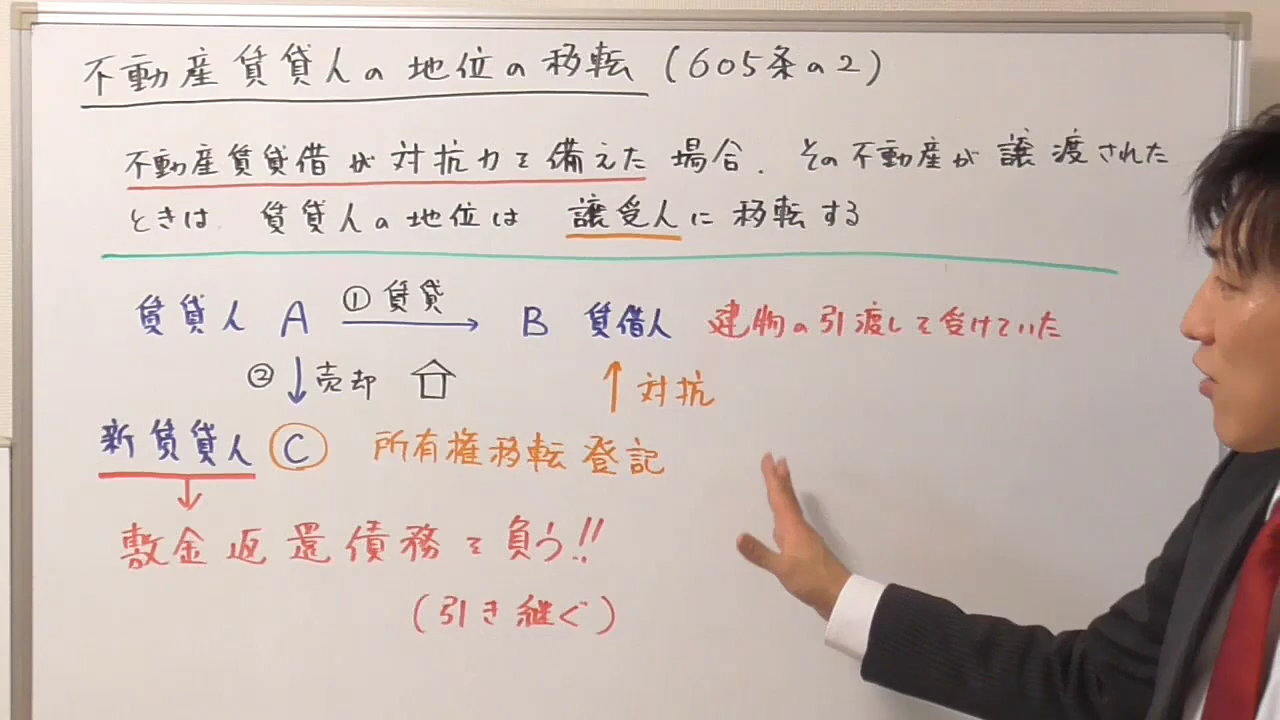 不動産賃貸人の地位の移転(605条の2)
不動産賃貸借が対抗力を備えた場合、その不動産が譲渡された
ときは、賃貸人の地位は譲受人に移転する
賃貸人 A ①賃貸 B 賃借人 建物の引渡しを受けていた
②売却 対抗
新賃貸人 C 所有権移転登記
敷金返還債務を負う!!
(引き継ぐ)